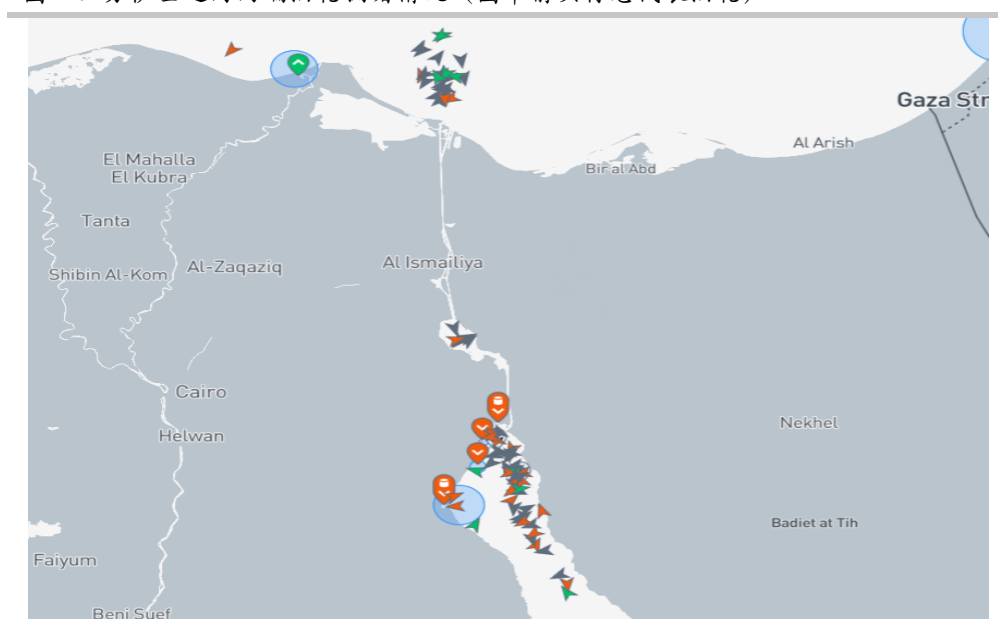 Gaza Str
Al Arish
El Mahalla
El Kubra
Bir al Abd
Tanta
Shibin Al-Kom
Al-Zaqaziq
Al Ismailiya
Cairo
Helwan
Nekhel
Badiet at Tih
Faiyum
Beni Suef